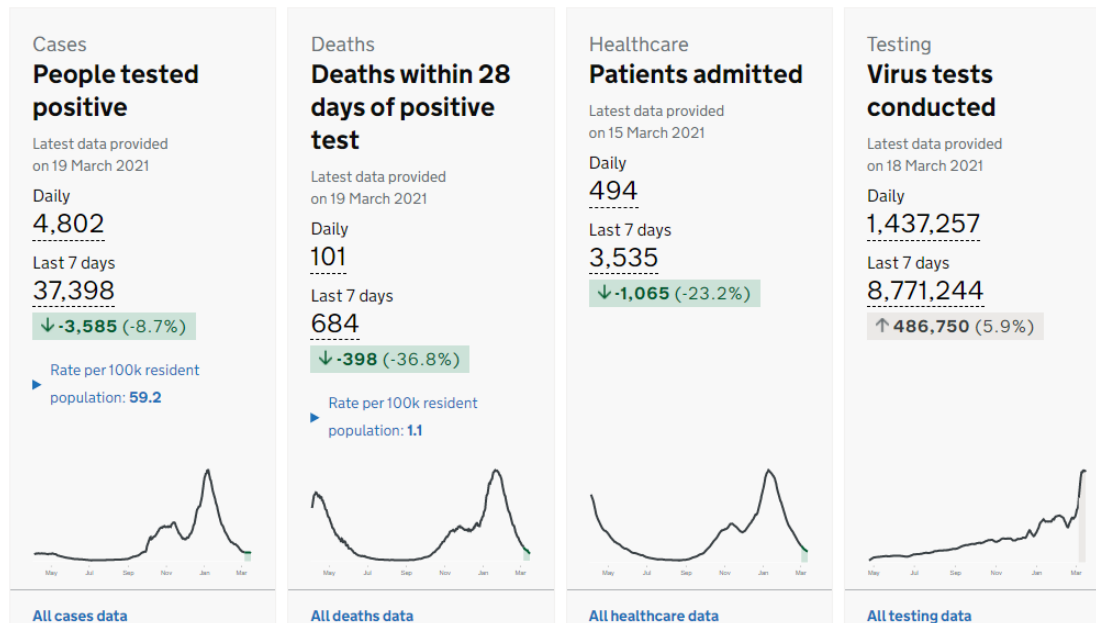 Cases
People tested
positive
Latest data provided
on 19 March 2021
Daily
4,802
Last 7 days
37,398
-3,585 (-8.7%)
Rate per 100k resident
population: 59.2
May Jul Sep Nov Jan Mar
All cases data
Deaths
Deaths within 28
days of positive
test
Latest data provided
on 19 March 2021
Daily
101
Last 7 days
684
-398 (-36.8%)
Rate per 100k resident
population: 1.1
May Jul Sep Nov Jan Mar
All deaths data
Healthcare
Patients admitted
Latest data provided
on 15 March 2021
Daily
494
Last 7 days
3,535
-1,065 (-23.2%)
May Jul Sep Nov Jan Mar
All healthcare data
Testing
Virus tests
conducted
Latest data provided
on 18 March 2021
Daily
1,437,257
Last 7 days
8,771,244
486,750 (5.9%)
May Jul Sep Nov Jan Mar
All testing data